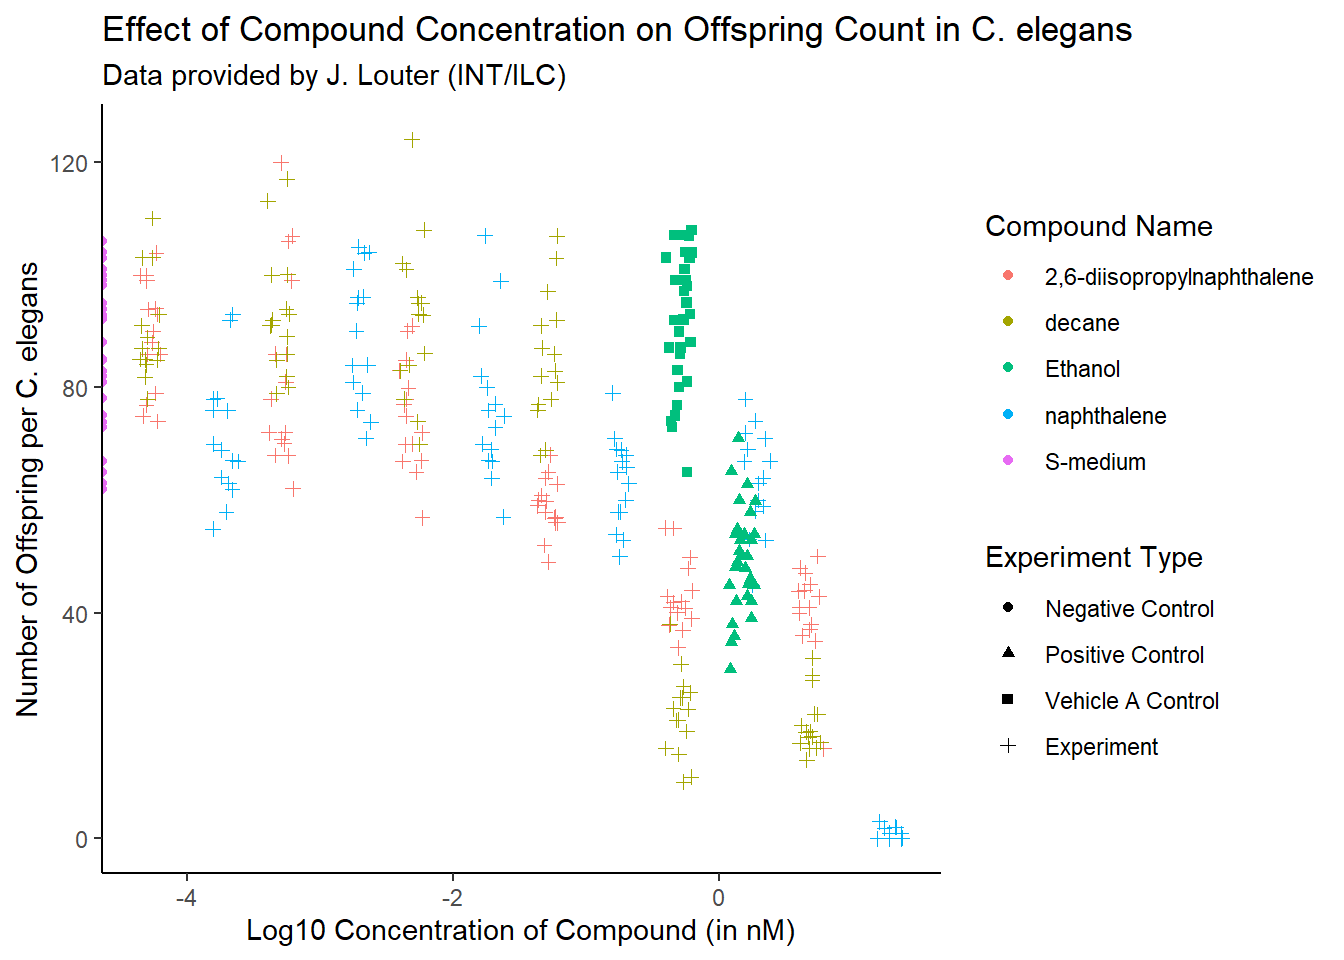 Effect of Compound Concentration on Offspring Count in C. elegans
Data provided by J. Louter (INT/ILC)
Number of Offspring per C. elegans
120
80
40
0
-4
-2
0
Log10 Concentration of Compound (in nM)
Compound Name
2,6-diisopropylnaphthalene
decane
Ethanol
naphthalene
S-medium
Experiment Type
Negative Control
Positive Control
Vehicle A Control
Experiment